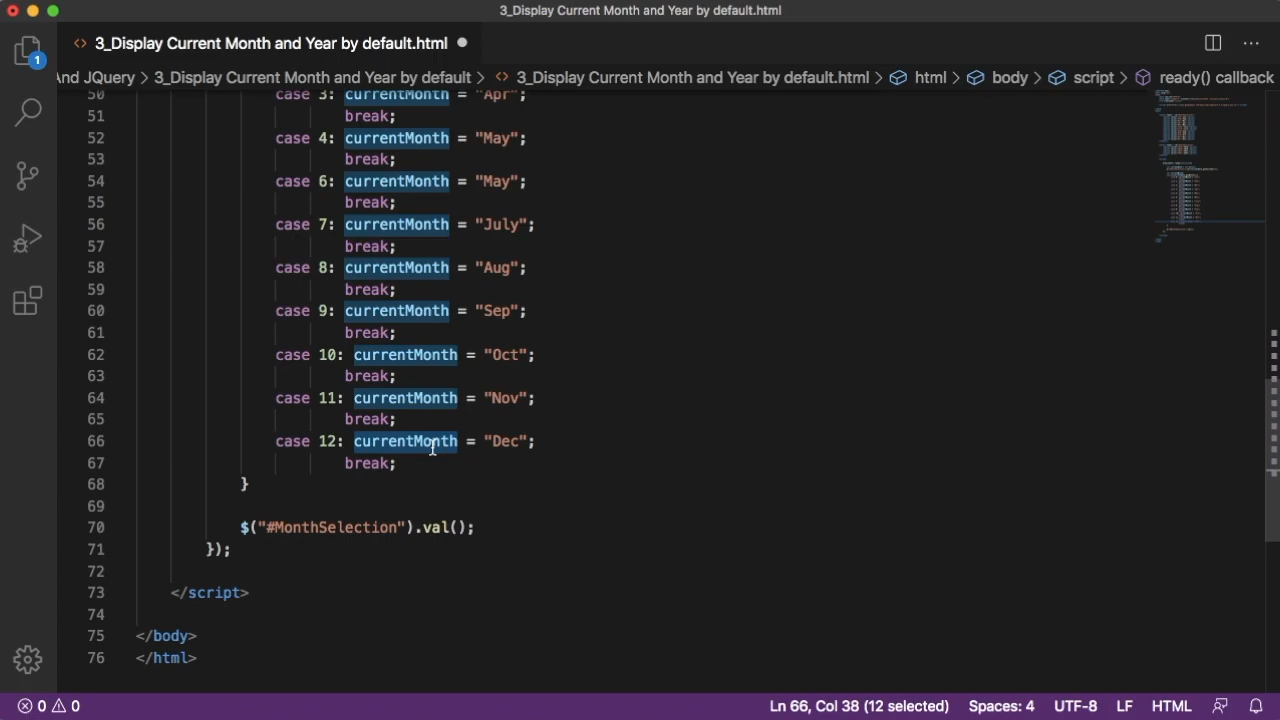 3_Display Current Month and Year by default.html
3_Display Current Month and Year by default.html
1
And JQuery > 3_Display Current Month and Year by default > 3_Display Current Month and Year by default.html > html > body > script > ready() callback
50 case 3: currentMonth = "Apr";
51 break;
52 case 4: currentMonth = "May";
53 break;
54 case 6: currentMonth = "May";
55 break;
56 case 7: currentMonth = "July";
57 break;
58 case 8: currentMonth = "Aug";
59 break;
60 case 9: currentMonth = "Sep";
61 break;
62 case 10: currentMonth = "Oct";
63 break;
64 case 11: currentMonth = "Nov";
65 break;
66 case 12: currentMonth = "Dec";
67 break;
68 }
69
70 $("#MonthSelection").val();
71 });
72
73 </script>
74
75 </body>
76 </html>
0 0 Ln 66, Col 38 (12 selected) Spaces: 4 UTF-8 LF HTML